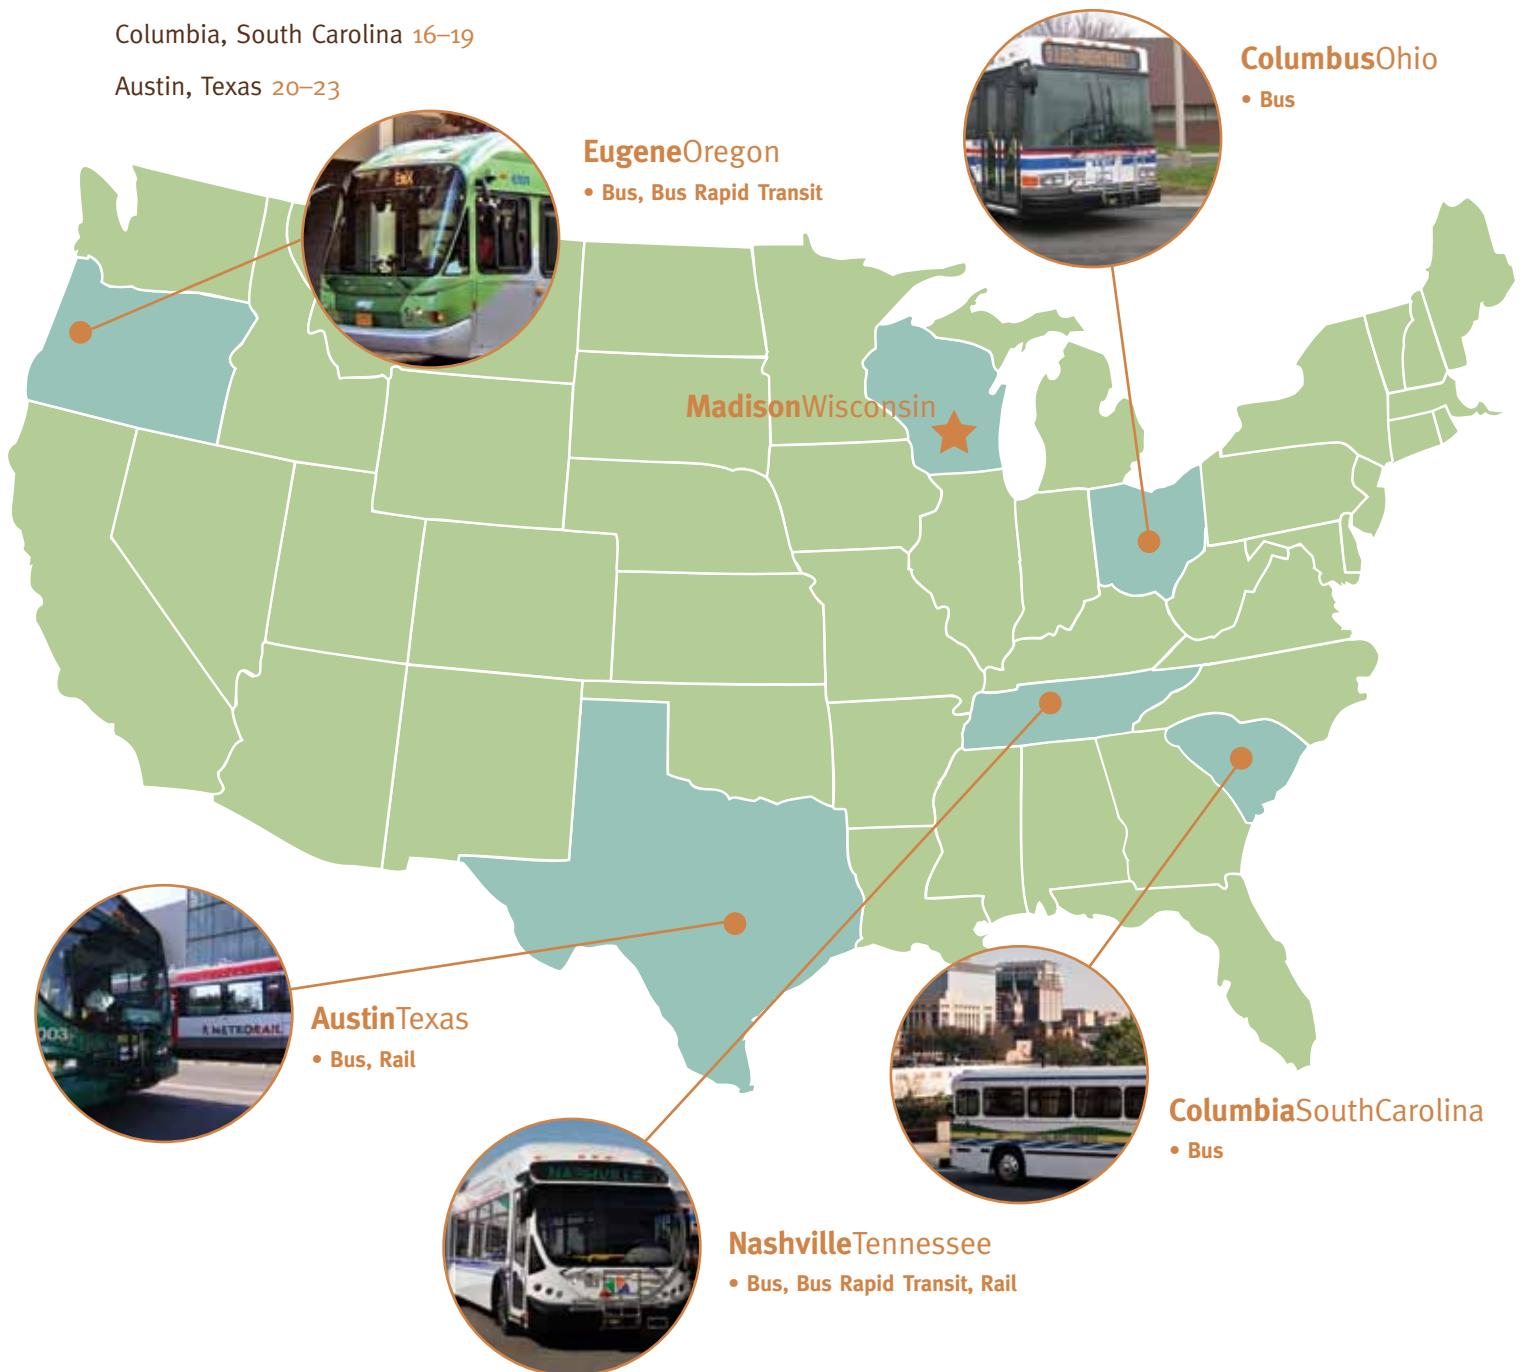 Columbia, South Carolina 16–19
Austin, Texas 20–23
ColumbusOhio
• Bus
EugeneOregon
• Bus, Bus Rapid Transit
EmX
MadisonWisconsin
003
METRORAIL
AustinTexas
• Bus, Rail
ColumbiaSouthCarolina
• Bus
NASHVILLE
NashvilleTennessee
• Bus, Bus Rapid Transit, Rail